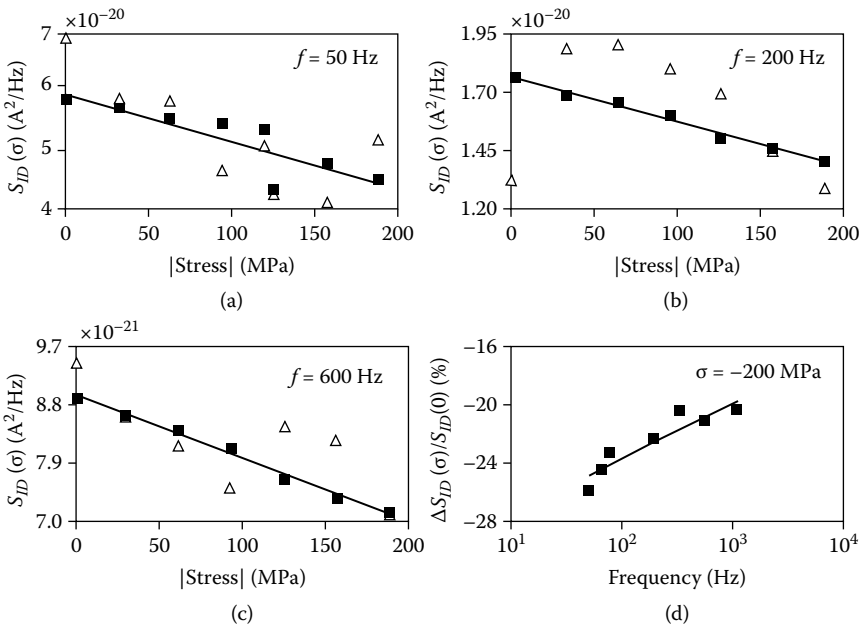 ×10⁻²⁰
7
6
5
4
S_ID (σ) (A²/Hz)
f = 50 Hz
0 50 100 150 200
|Stress| (MPa)
(a)
×10⁻²⁰
1.95
1.70
1.45
1.20
S_ID (σ) (A²/Hz)
f = 200 Hz
0 50 100 150 200
|Stress| (MPa)
(b)
×10⁻²¹
9.7
8.8
7.9
7.0
S_ID (σ) (A²/Hz)
f = 600 Hz
0 50 100 150 200
|Stress| (MPa)
(c)
−16
−20
−24
−28
ΔS_ID (σ)/S_ID(0) (%)
σ = −200 MPa
10¹ 10² 10³ 10⁴
Frequency (Hz)
(d)